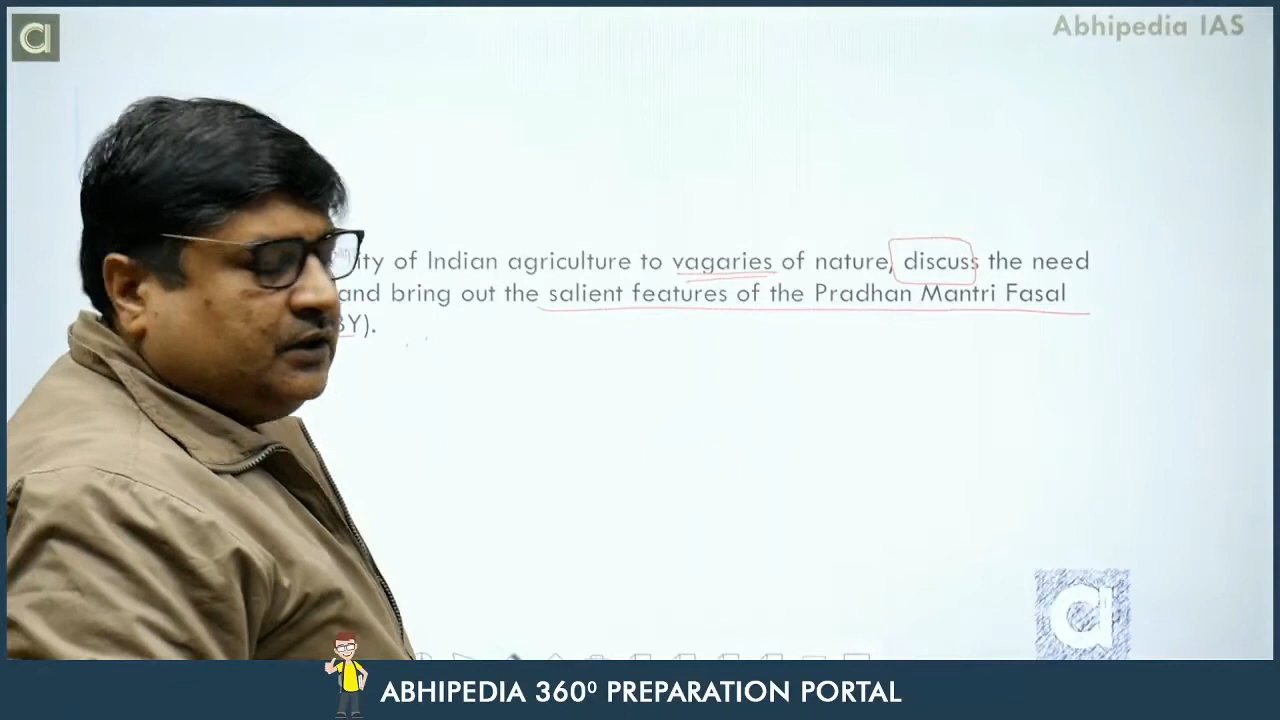 Abhipedia IAS
ity of Indian agriculture to vagaries of nature, discuss the need
and bring out the salient features of the Pradhan Mantri Fasal
BY).
ABHIPEDIA 360⁰ PREPARATION PORTAL